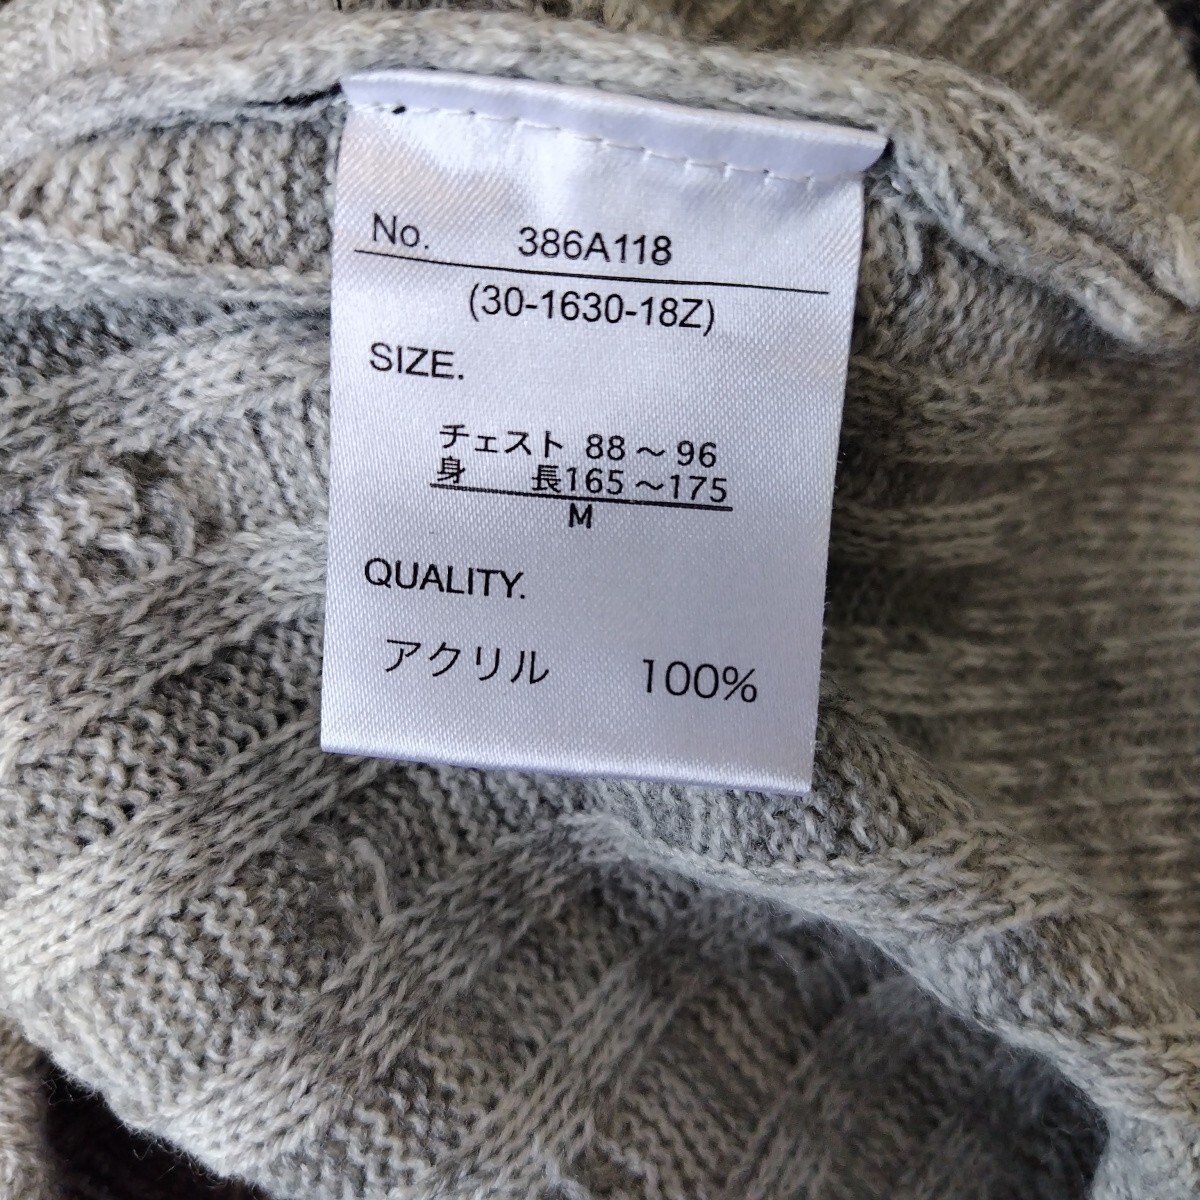 No. 386A118
(30-1630-18Z)
SIZE.
チェスト 88～96
身 長165～175
M
QUALITY.
アクリル 100%